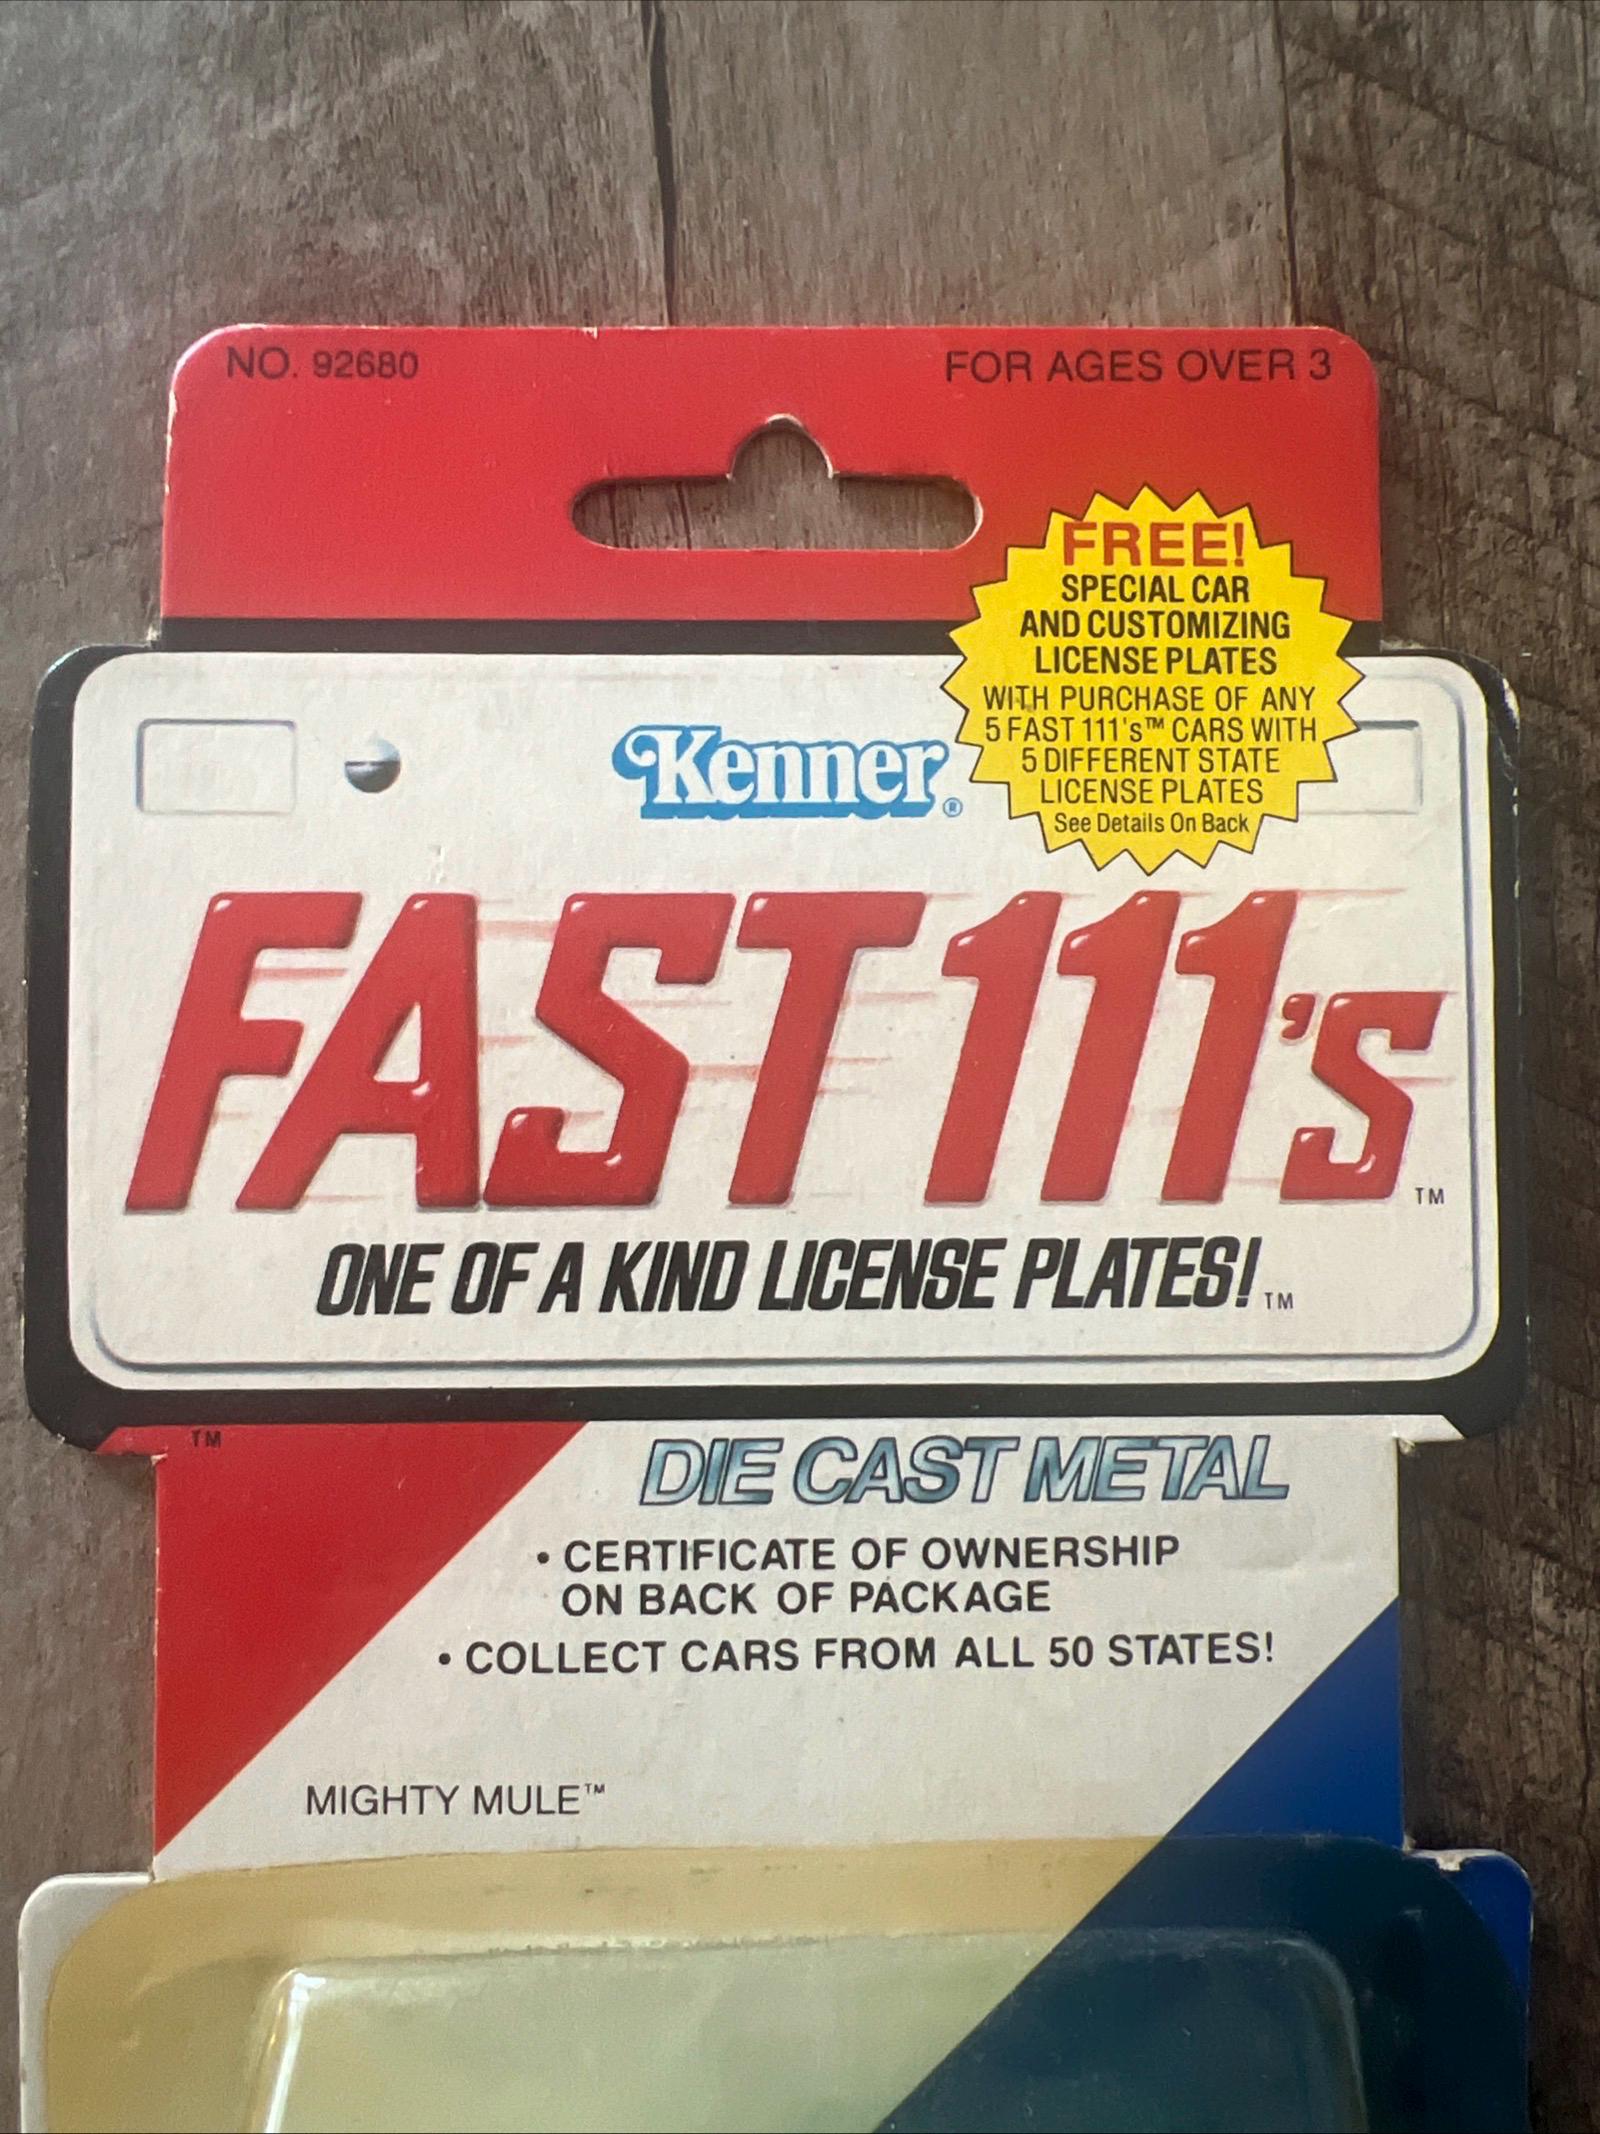 NO. 92680
FOR AGES OVER 3
FREE!
SPECIAL CAR
AND CUSTOMIZING
LICENSE PLATES
WITH PURCHASE OF ANY
5 FAST 111's™ CARS WITH
5 DIFFERENT STATE
LICENSE PLATES
See Details On Back
Kenner®
FAST 111's™
ONE OF A KIND LICENSE PLATES!™
™
DIE CAST METAL
• CERTIFICATE OF OWNERSHIP
ON BACK OF PACKAGE
• COLLECT CARS FROM ALL 50 STATES!
MIGHTY MULE™